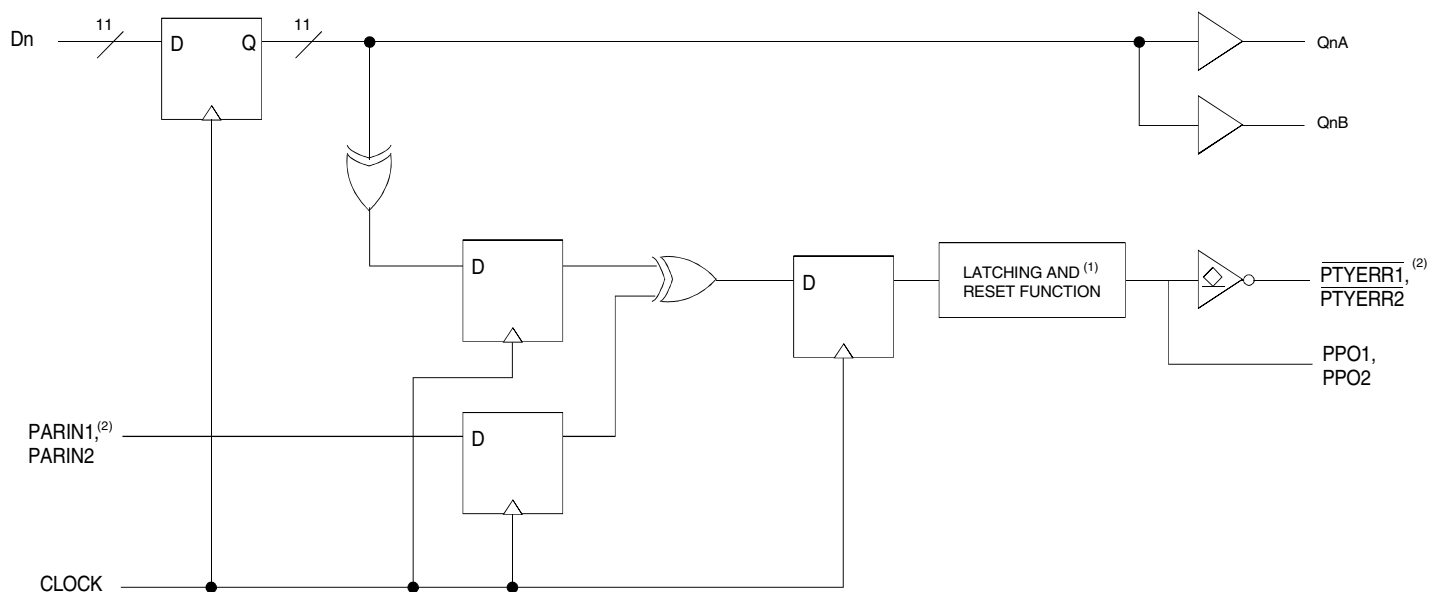 11
11
Dn
D
Q
QnA
QnB
D
D
LATCHING AND (1)
RESET FUNCTION
PTYERR1, (2)
PTYERR2
PPO1,
PPO2
PARIN1,(2)
PARIN2
D
CLOCK